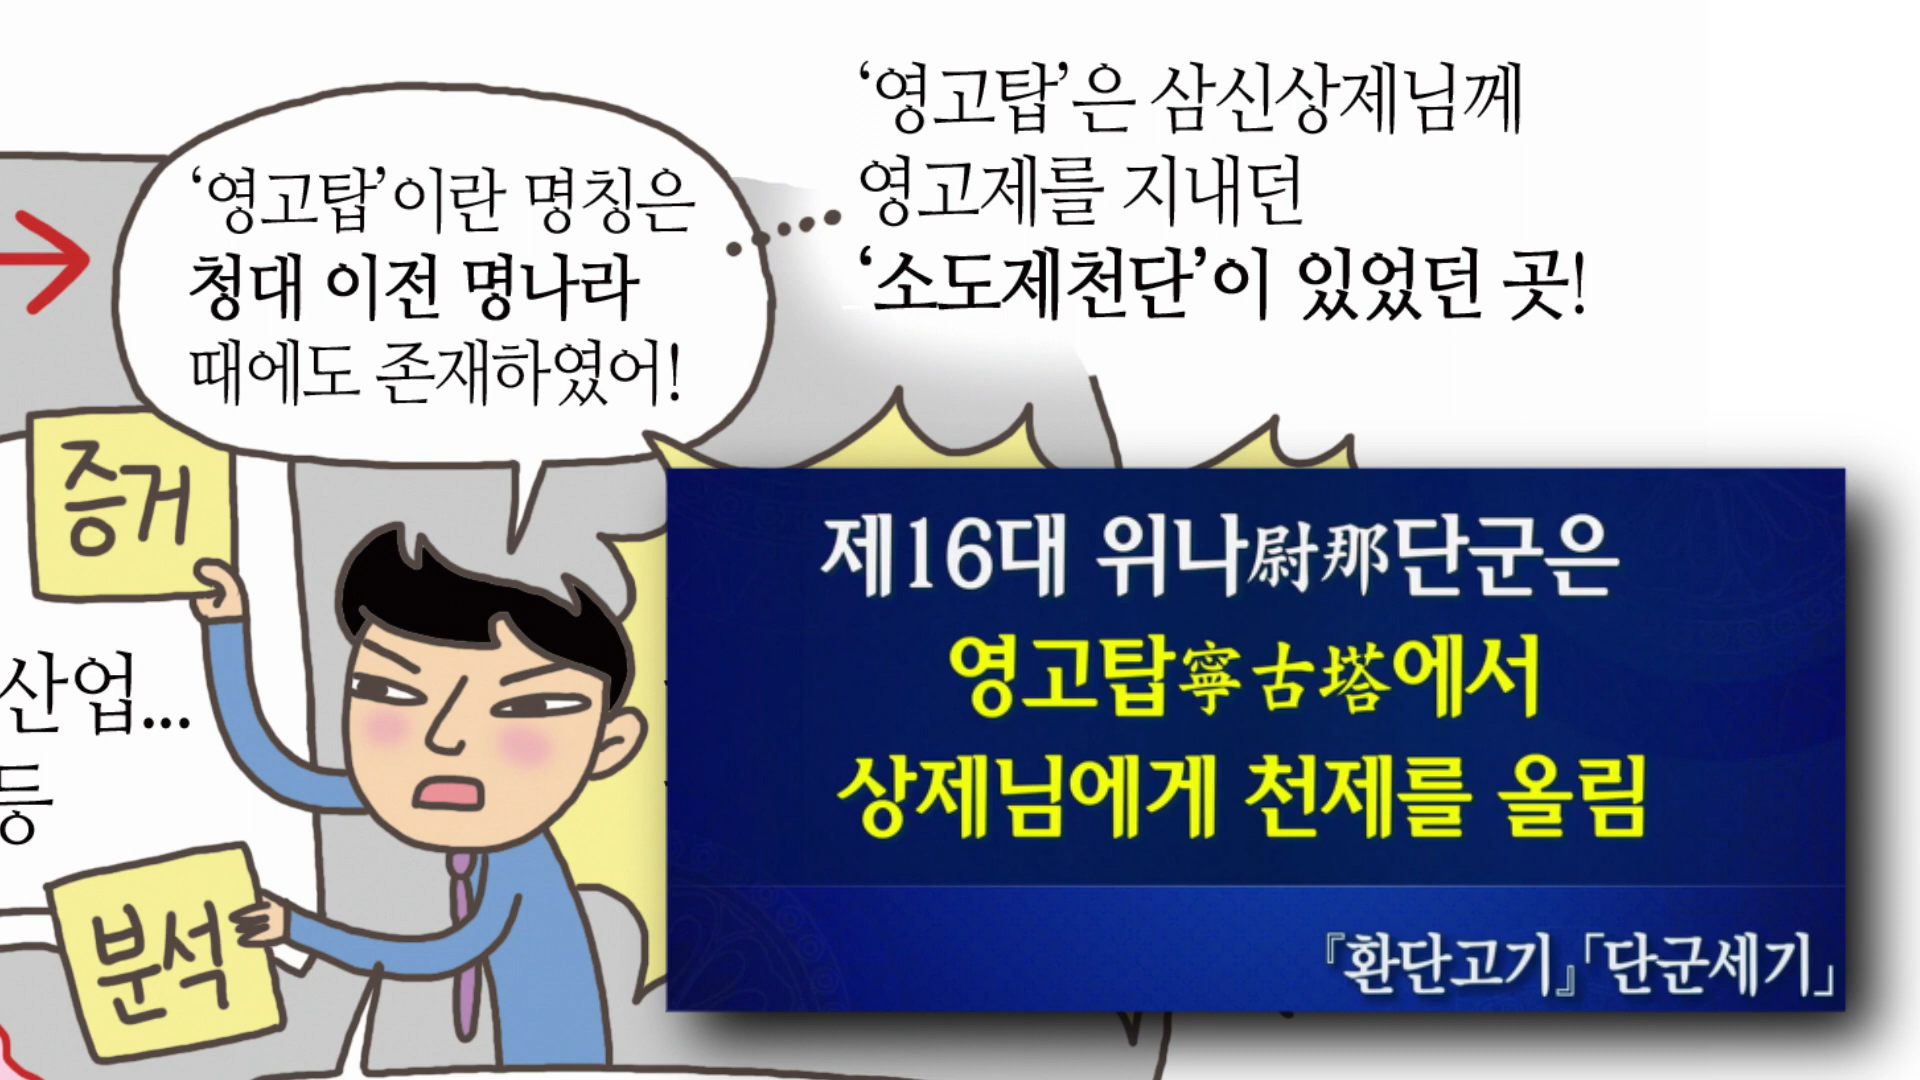 ‘영고탑’은 삼신상제님께
영고제를 지내던
‘소도제천단’이 있었던 곳!
‘영고탑’이란 명칭은
청대 이전 명나라
때에도 존재하였어!
증거
산업...
등
분석
제16대 위나尉那단군은
영고탑寧古塔에서
상제님에게 천제를 올림
『환단고기』「단군세기」